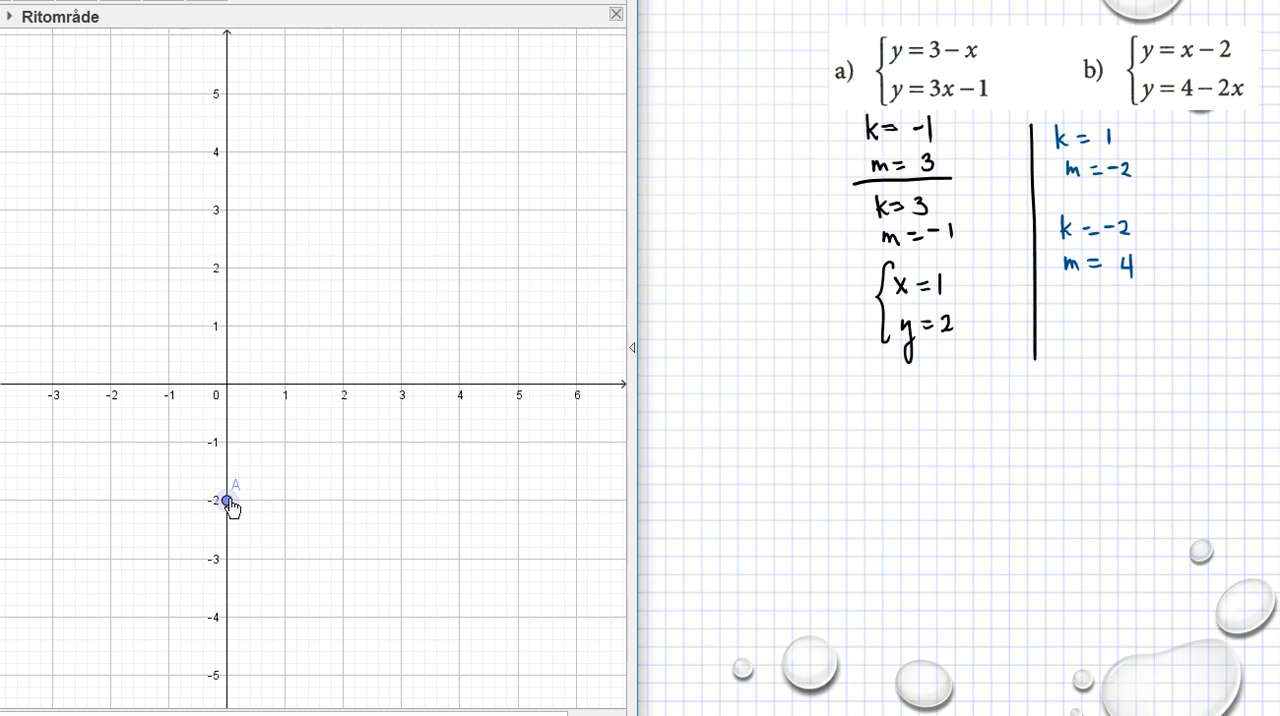 Ritområde
5
4
3
2
1
-3 -2 -1 0 1 2 3 4 5 6
-1
A
-2
-3
-4
-5
a) { y = 3 − x
y = 3x − 1
k = -1
m = 3
k = 3
m = -1
{ x = 1
y = 2
b) { y = x − 2
y = 4 − 2x
k = 1
m = -2
k = -2
m = 4